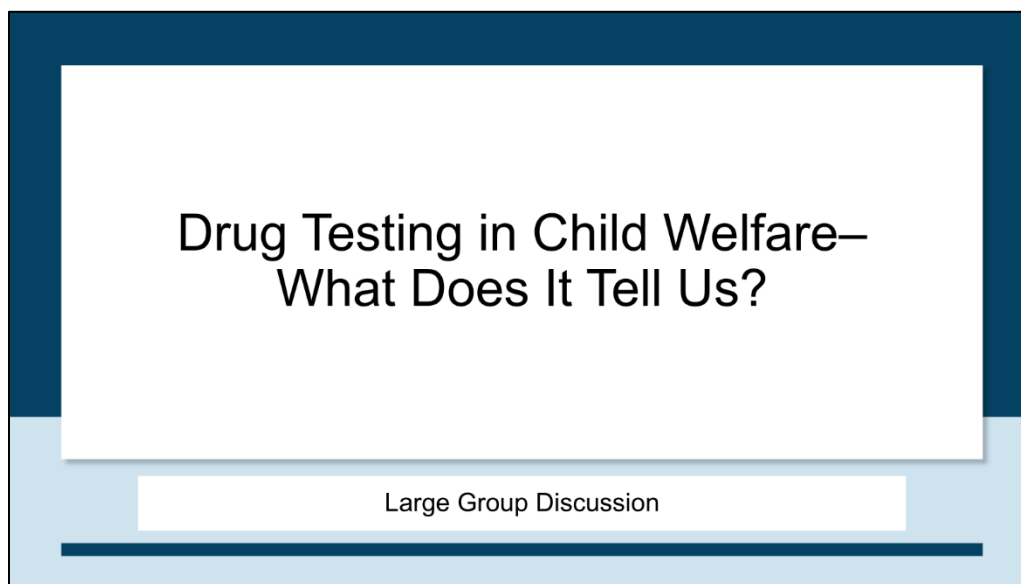 Drug Testing in Child Welfare–
What Does It Tell Us?
Large Group Discussion